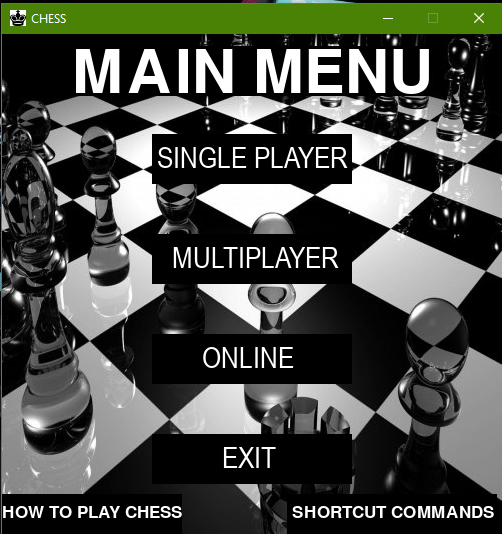 CHESS
MAIN MENU
SINGLE PLAYER
MULTIPLAYER
ONLINE
EXIT
HOW TO PLAY CHESS
SHORTCUT COMMANDS